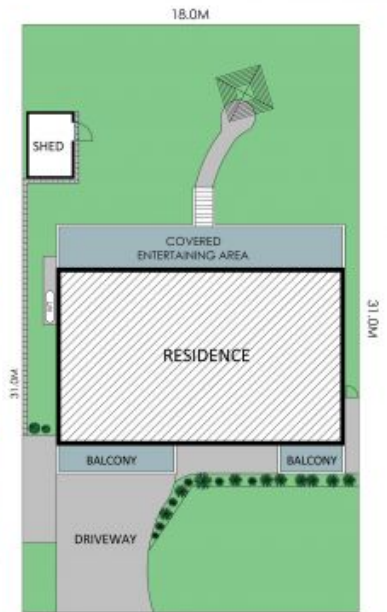 18.0M
SHED
COVERED
ENTERTAINING AREA
31.0M
RESIDENCE
31.0M
BALCONY
BALCONY
DRIVEWAY